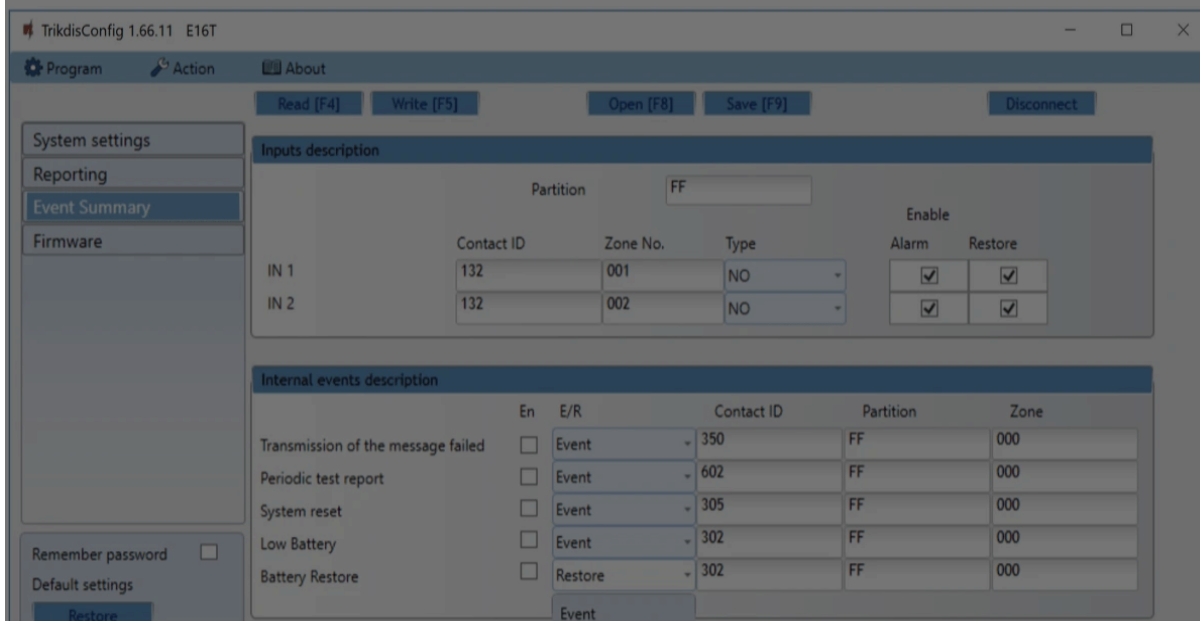 TrikdisConfig 1.66.11 E16T
Program Action About
Read [F4] Write [F5] Open [F8] Save [F9] Disconnect
System settings
Reporting
Event Summary
Firmware
Inputs description
Partition FF
Enable
Contact ID Zone No. Type Alarm Restore
IN 1 132 001 NO
IN 2 132 002 NO
Internal events description
En E/R Contact ID Partition Zone
Transmission of the message failed Event 350 FF 000
Periodic test report Event 602 FF 000
System reset Event 305 FF 000
Low Battery Event 302 FF 000
Battery Restore Restore 302 FF 000
Event
Remember password
Default settings
Restore